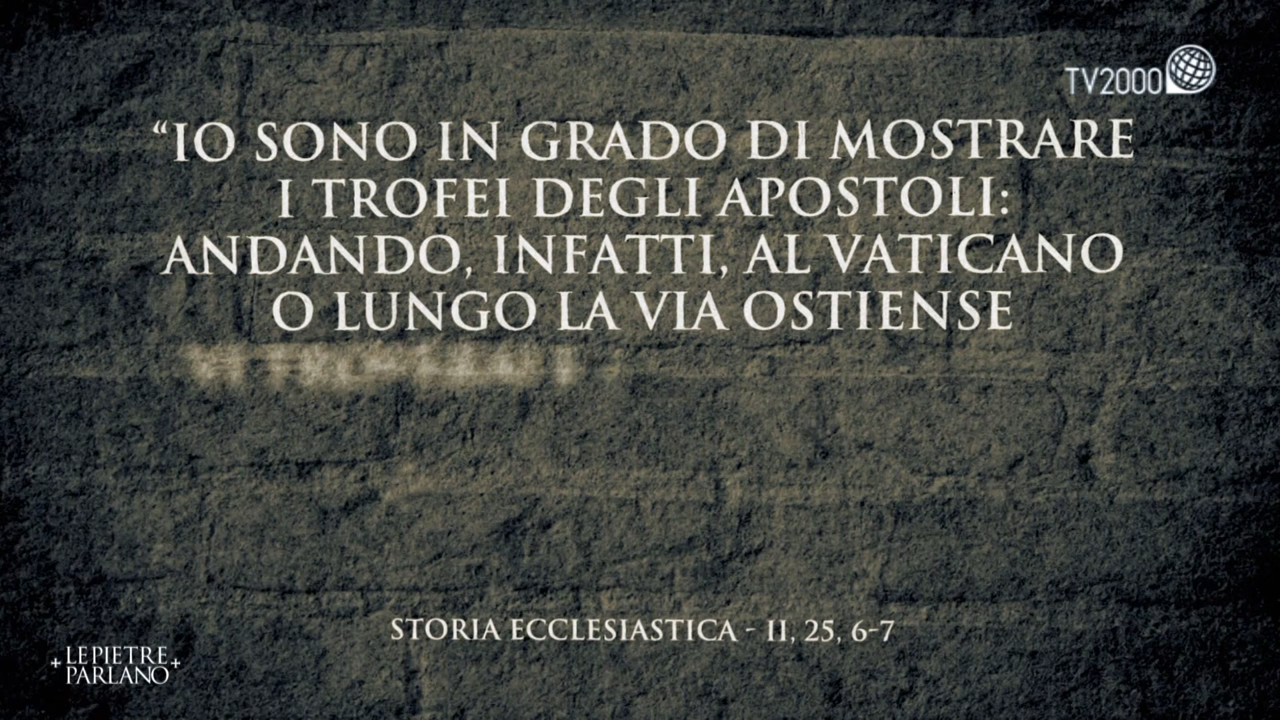 TV2000
“IO SONO IN GRADO DI MOSTRARE
I TROFEI DEGLI APOSTOLI:
ANDANDO, INFATTI, AL VATICANO
O LUNGO LA VIA OSTIENSE
STORIA ECCLESIASTICA - II, 25, 6-7
+ LE PIETRE +
PARLANO